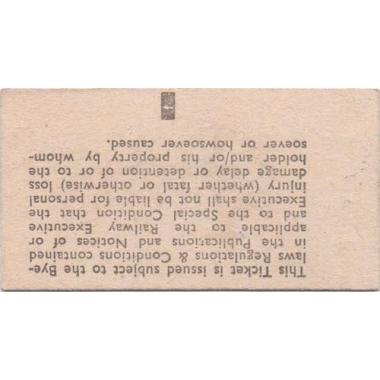 This Ticket is issued subject to the Bye-
laws Regulations & Conditions contained
in the Publications and Notices of or
applicable to the Railway Executive
and to the Special Condition that the
Executive shall not be liable for personal
injury (whether fatal or otherwise) loss
damage or delay or detention of or to the
holder and/or his property by whom-
soever or howsoever caused.